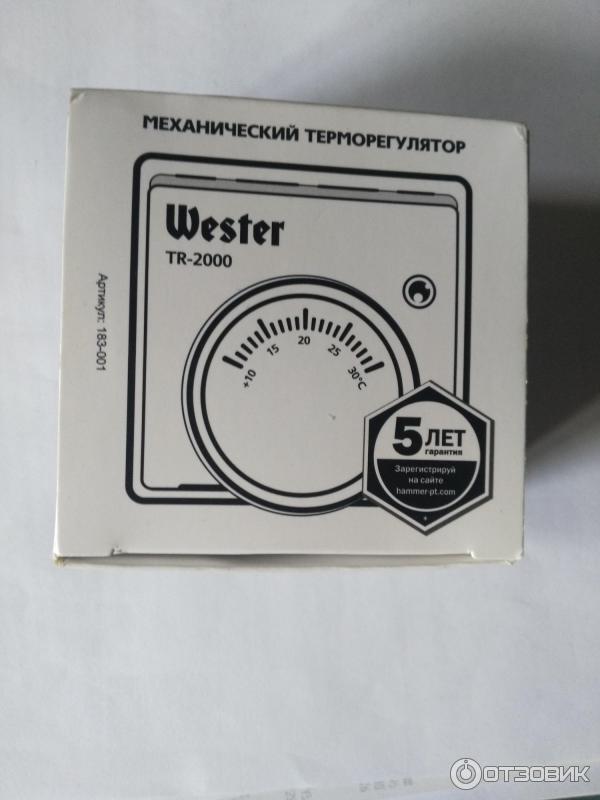 МЕХАНИЧЕСКИЙ ТЕРМОРЕГУЛЯТОР
Wester
TR-2000
Артикул: 183-001
+10 15 20 25 30°C
5 ЛЕТ
гарантия
Зарегистрируй
на сайте
hammer-pt.com
ОТЗОВИК